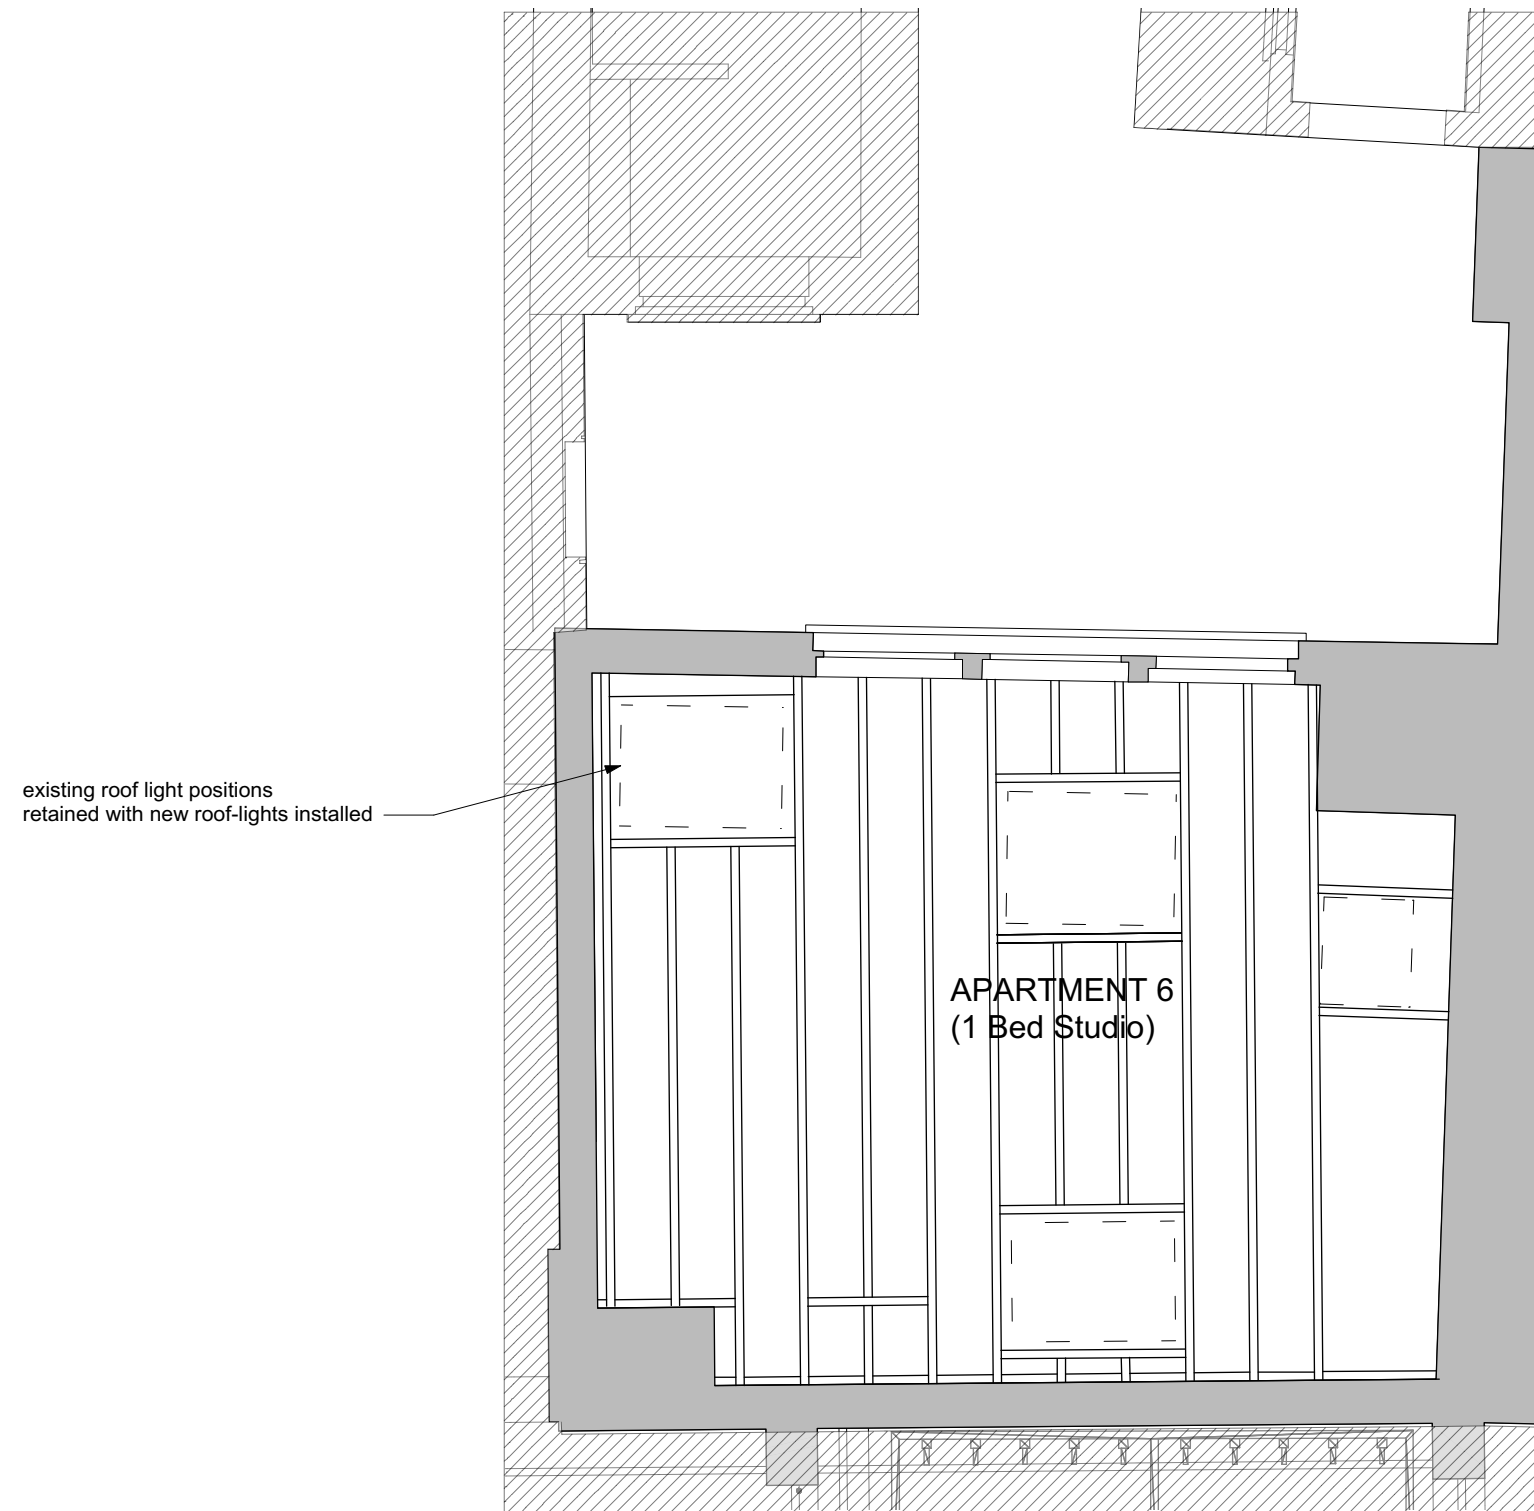 existing roof light positions
retained with new roof-lights installed
APARTMENT 6
(1 Bed Studio)